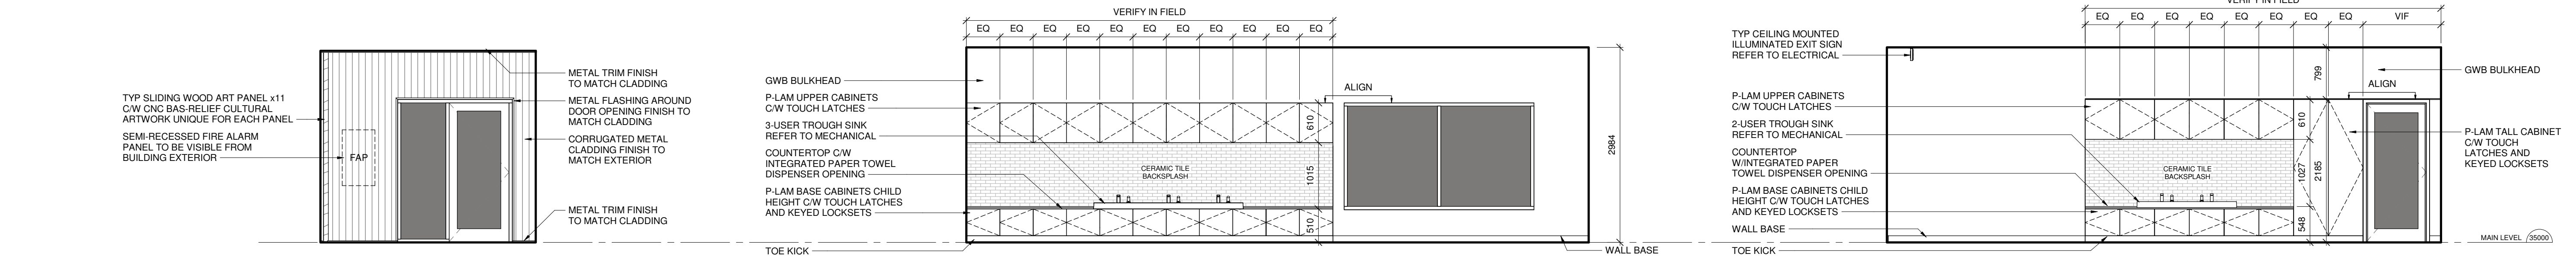 TYP SLIDING WOOD ART PANEL x11
C/W CNC BAS-RELIEF CULTURAL
ARTWORK UNIQUE FOR EACH PANEL
SEMI-RECESSED FIRE ALARM
PANEL TO BE VISIBLE FROM
BUILDING EXTERIOR
FAP
METAL TRIM FINISH
TO MATCH CLADDING
METAL FLASHING AROUND
DOOR OPENING FINISH TO
MATCH CLADDING
CORRUGATED METAL
CLADDING FINISH TO
MATCH EXTERIOR
METAL TRIM FINISH
TO MATCH CLADDING
VERIFY IN FIELD
EQ EQ EQ EQ EQ EQ EQ EQ EQ EQ EQ
GWB BULKHEAD
P-LAM UPPER CABINETS
C/W TOUCH LATCHES
3-USER TROUGH SINK
REFER TO MECHANICAL
COUNTERTOP C/W
INTEGRATED PAPER TOWEL
DISPENSER OPENING
P-LAM BASE CABINETS CHILD
HEIGHT C/W TOUCH LATCHES
AND KEYED LOCKSETS
TOE KICK
ALIGN
610
CERAMIC TILE
BACKSPLASH
1015
510
2984
WALL BASE
VERIFY IN FIELD
EQ EQ EQ EQ EQ EQ EQ EQ VIF
TYP CEILING MOUNTED
ILLUMINATED EXIT SIGN
REFER TO ELECTRICAL
P-LAM UPPER CABINETS
C/W TOUCH LATCHES
2-USER TROUGH SINK
REFER TO MECHANICAL
COUNTERTOP
W/INTEGRATED PAPER
TOWEL DISPENSER OPENING
P-LAM BASE CABINETS CHILD
HEIGHT C/W TOUCH LATCHES
AND KEYED LOCKSETS
WALL BASE
TOE KICK
799
ALIGN
610
CERAMIC TILE
BACKSPLASH
1027
2185
548
GWB BULKHEAD
P-LAM TALL CABINET
C/W TOUCH
LATCHES AND
KEYED LOCKSETS
MAIN LEVEL 35000